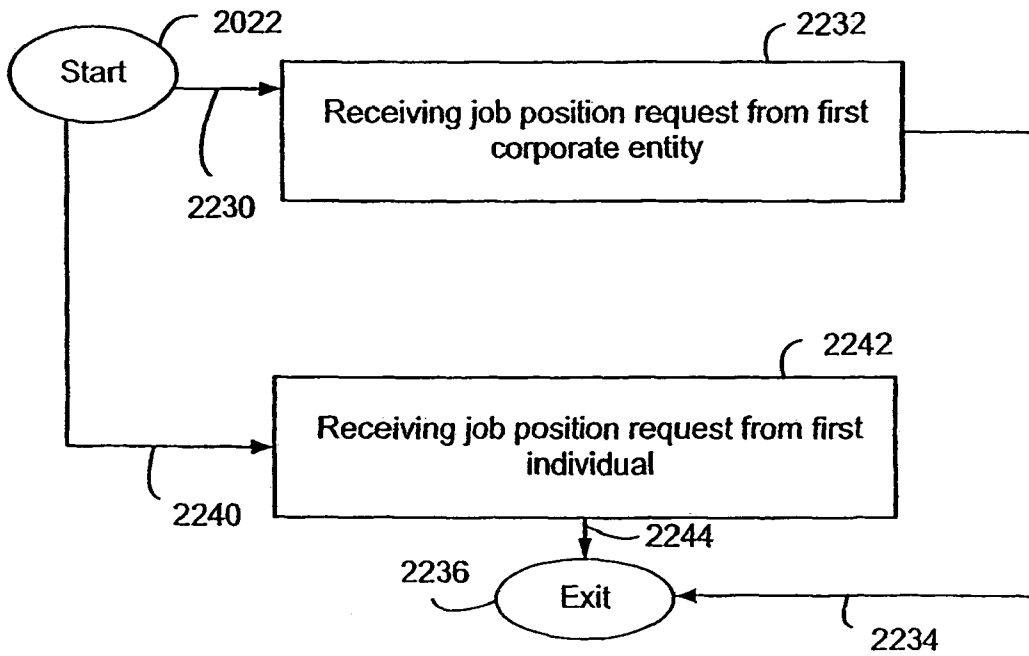 2022
Start
2232
Receiving job position request from first
corporate entity
2230
2242
Receiving job position request from first
individual
2240
2244
2236
Exit
2234